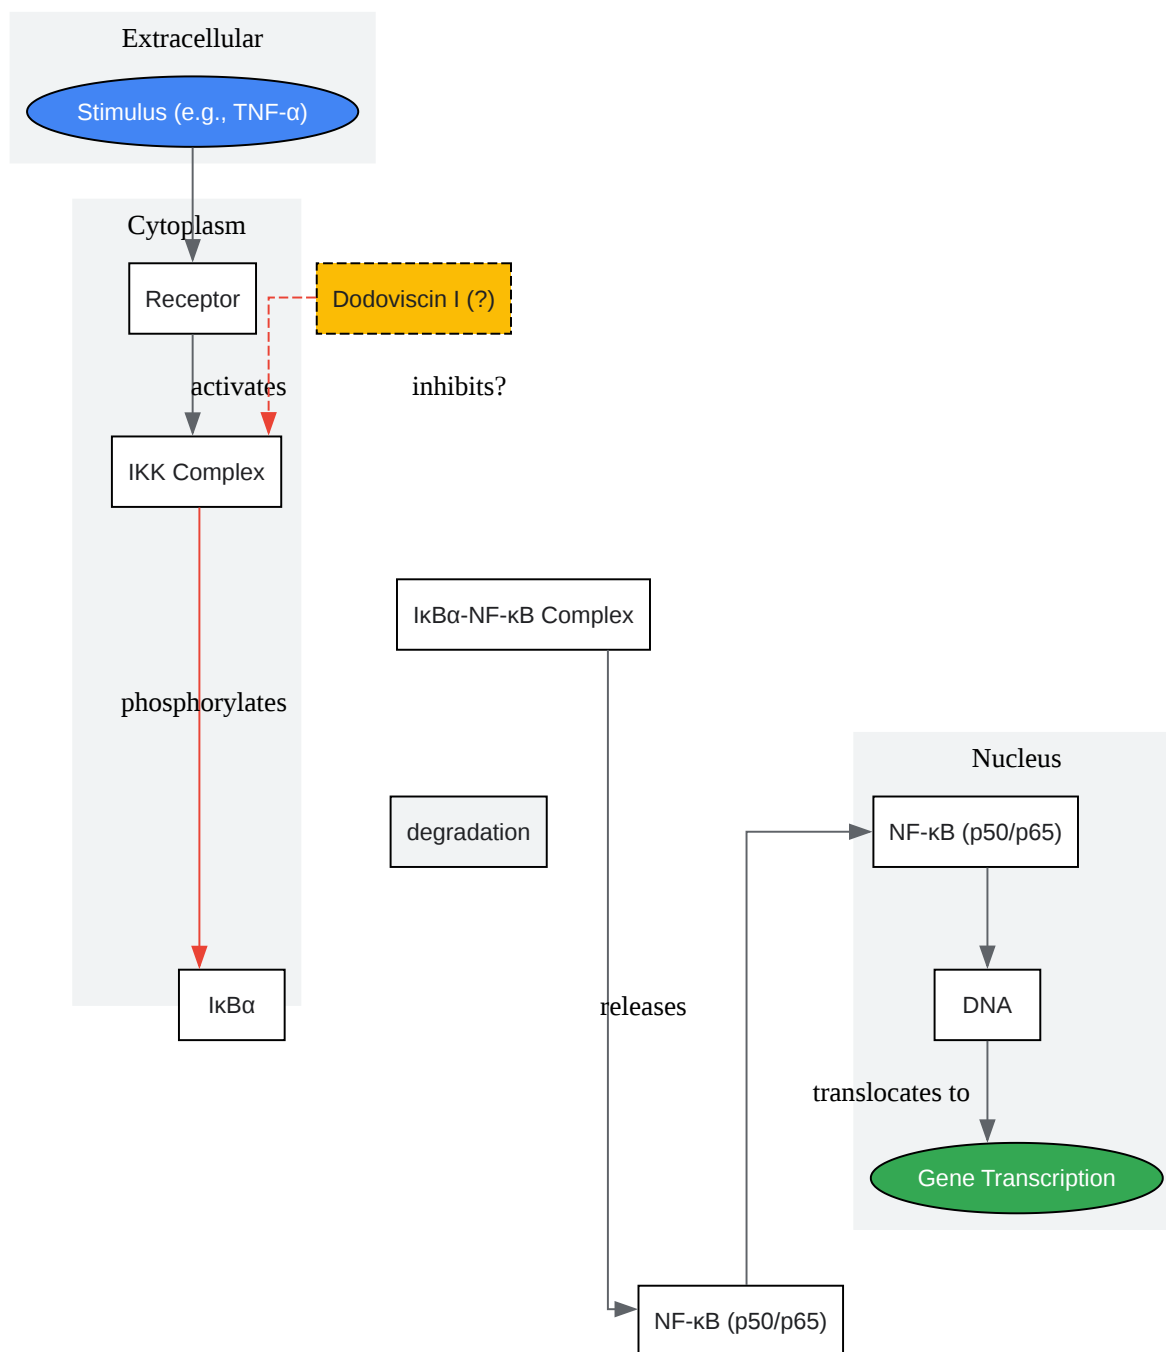 Extracellular
Stimulus (e.g., TNF-α)
Cytoplasm
Receptor
Dodoviscin I (?)
activates
inhibits?
IKK Complex
IκBα-NF-κB Complex
phosphorylates
Nucleus
degradation
NF-κB (p50/p65)
IκBα
releases
DNA
translocates to
Gene Transcription
NF-κB (p50/p65)